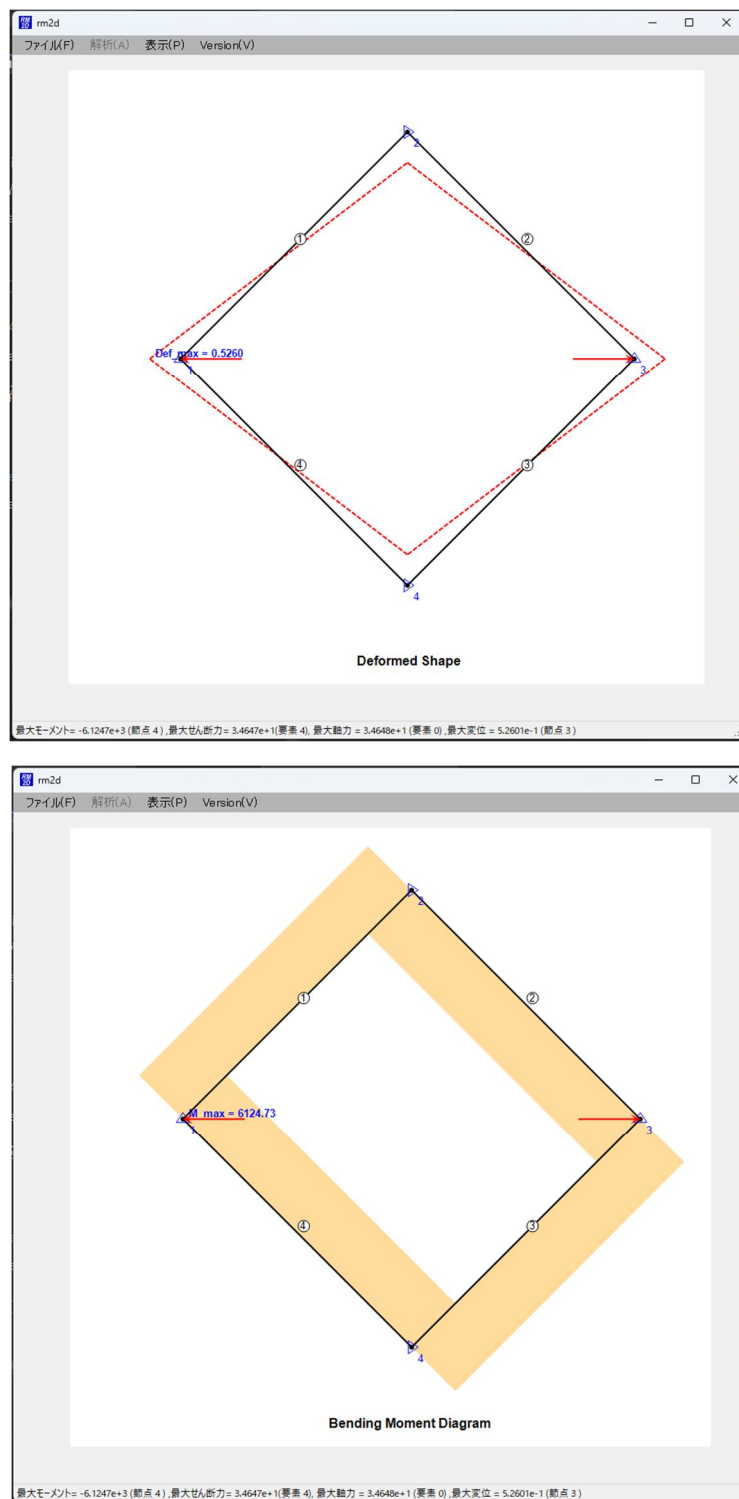 RM 2D rm2d
ファイル(F) 解析(A) 表示(P) Version(V)
2
① ②
Def_max = 0.5260
1 3
④ ③
4
Deformed Shape
最大モーメント= -6.1247e+3 (節点 4 ) ,最大せん断力= 3.4647e+1(要素 4), 最大軸力 = 3.4648e+1 (要素 0) ,最大変位 = 5.2601e-1 (節点 3 )
RM 2D rm2d
ファイル(F) 解析(A) 表示(P) Version(V)
2
① ②
M_max = 6124.73
1 3
④ ③
4
Bending Moment Diagram
最大モーメント= -6.1247e+3 (節点 4 ) ,最大せん断力= 3.4647e+1(要素 4), 最大軸力 = 3.4648e+1 (要素 0) ,最大変位 = 5.2601e-1 (節点 3 )